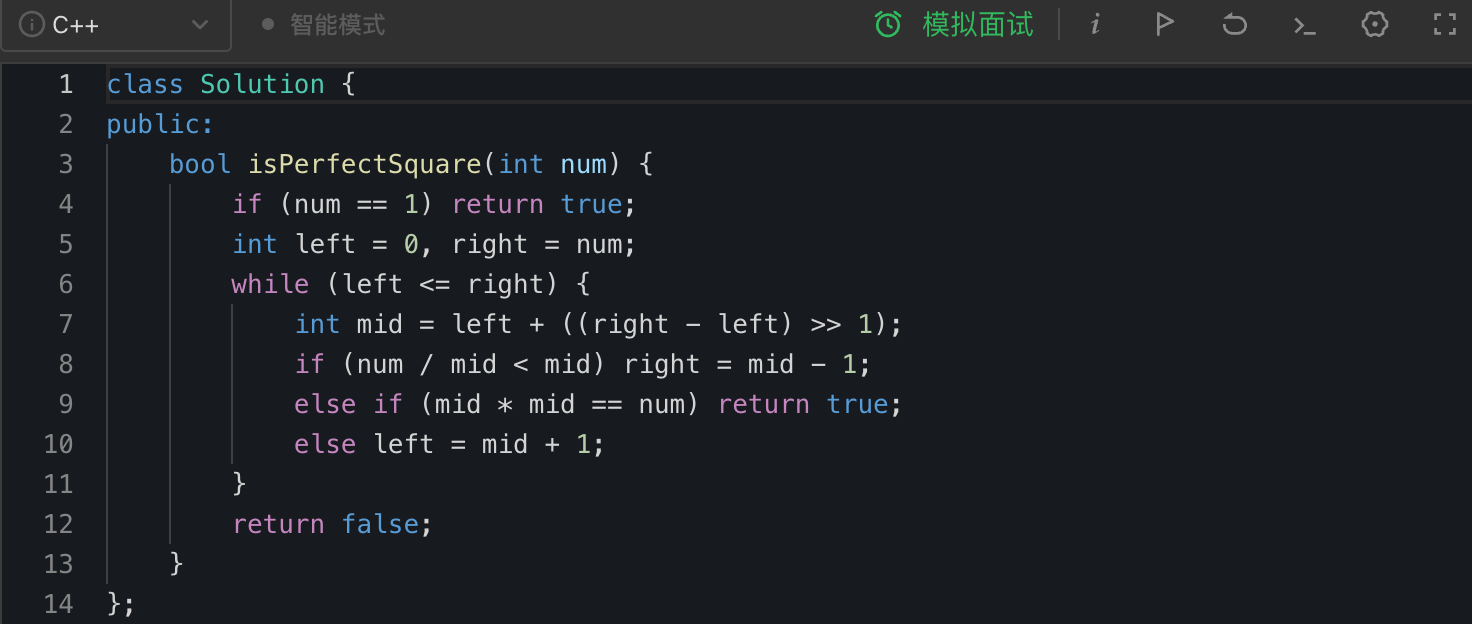 C++ 智能模式 模拟面试
1 class Solution {
2 public:
3     bool isPerfectSquare(int num) {
4         if (num == 1) return true;
5         int left = 0, right = num;
6         while (left <= right) {
7             int mid = left + ((right - left) >> 1);
8             if (num / mid < mid) right = mid - 1;
9             else if (mid * mid == num) return true;
10             else left = mid + 1;
11         }
12         return false;
13     }
14 };